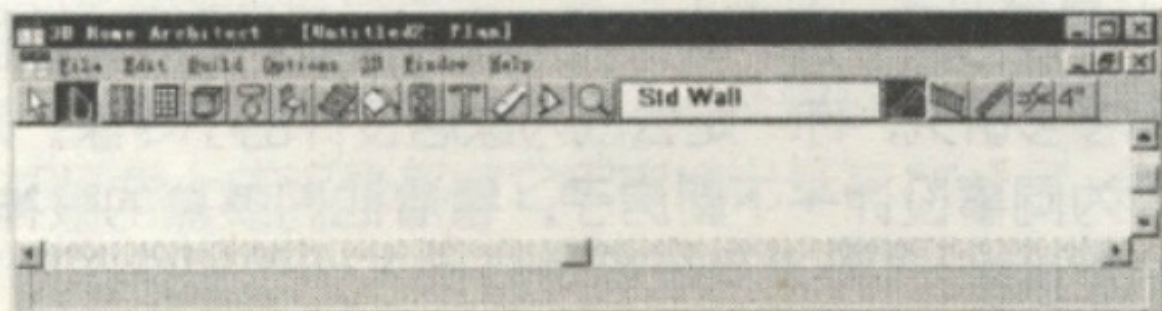 3D Home Architect - [Untitled2: Plan]
File Edit Build Options 3D Window Help
Std Wall 4"